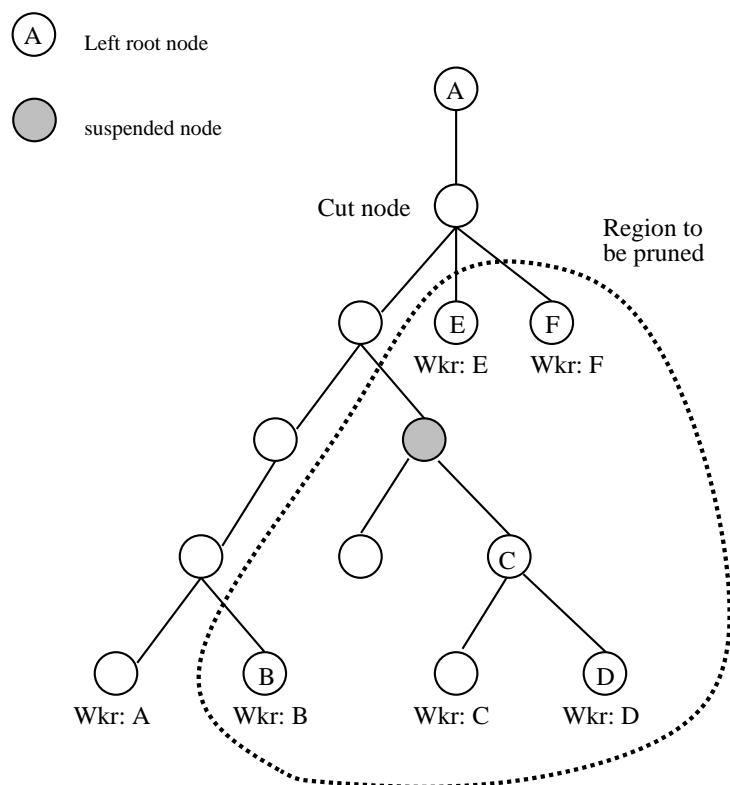 A
Left root node
suspended node
A
Cut node
Region to
be pruned
E
F
Wkr: E
Wkr: F
C
B
D
Wkr: A
Wkr: B
Wkr: C
Wkr: D